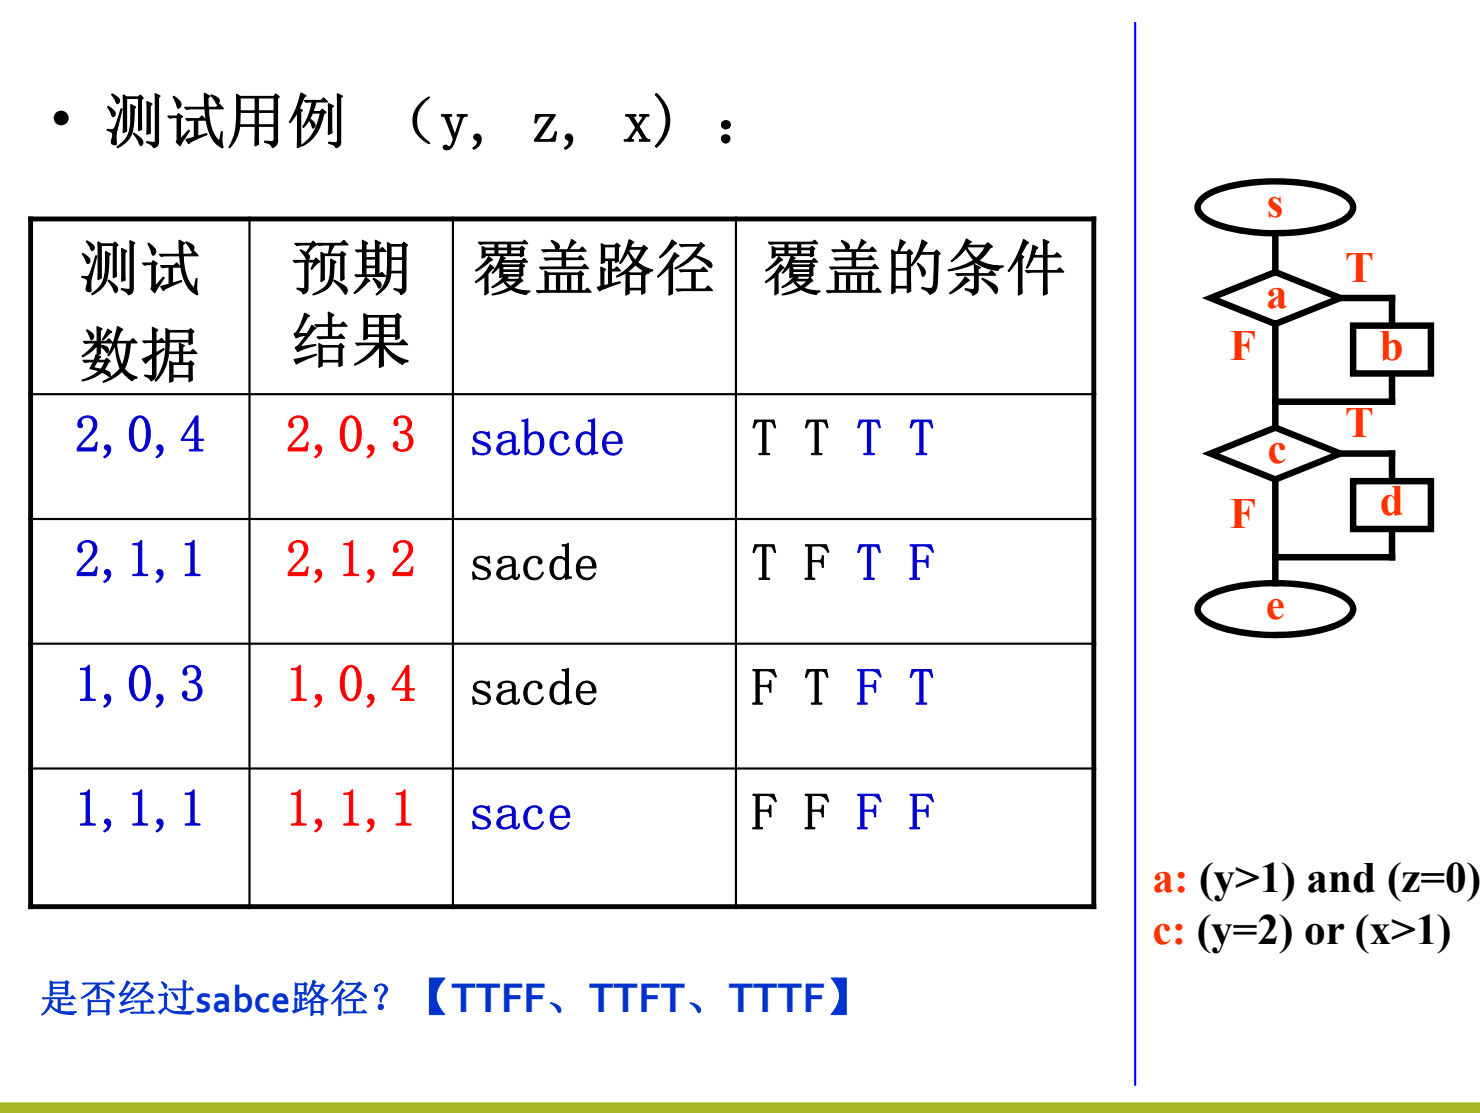 • 测试用例 （y, z, x）：
测试 预期 覆盖路径 覆盖的条件
数据 结果
2,0,4 2,0,3 sabcde T T T T
2,1,1 2,1,2 sacde T F T F
1,0,3 1,0,4 sacde F T F T
1,1,1 1,1,1 sace F F F F
是否经过sabce路径？【TTFF、TTFT、TTTF】
s
T
a
F
b
T
c
F
d
e
a: (y>1) and (z=0)
c: (y=2) or (x>1)